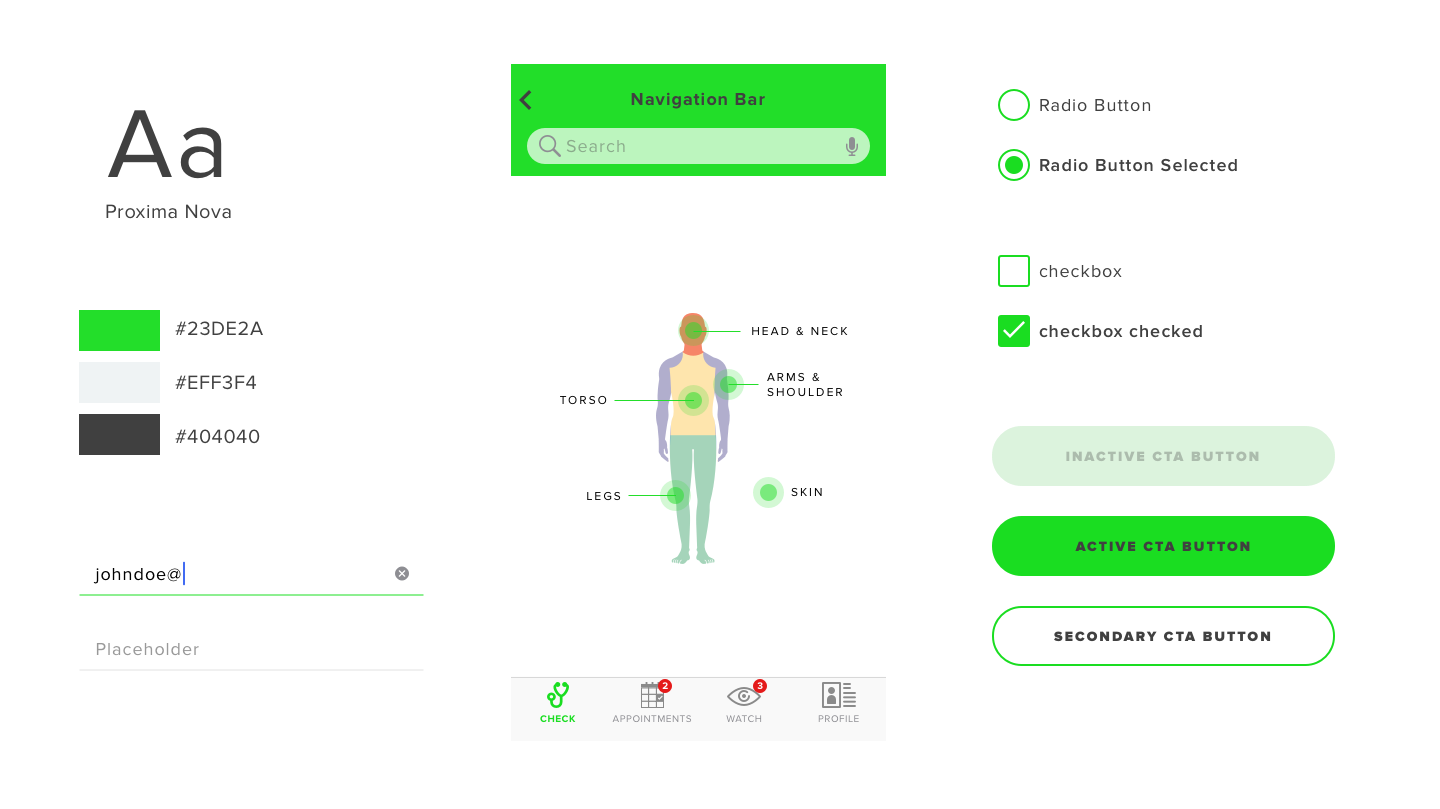 Aa
Proxima Nova
#23DE2A
#EFF3F4
#404040
johndoe@
Placeholder
Navigation Bar
Search
HEAD & NECK
ARMS &
SHOULDER
TORSO
LEGS
SKIN
CHECK
2
APPOINTMENTS
3
WATCH
PROFILE
Radio Button
Radio Button Selected
checkbox
checkbox checked
INACTIVE CTA BUTTON
ACTIVE CTA BUTTON
SECONDARY CTA BUTTON